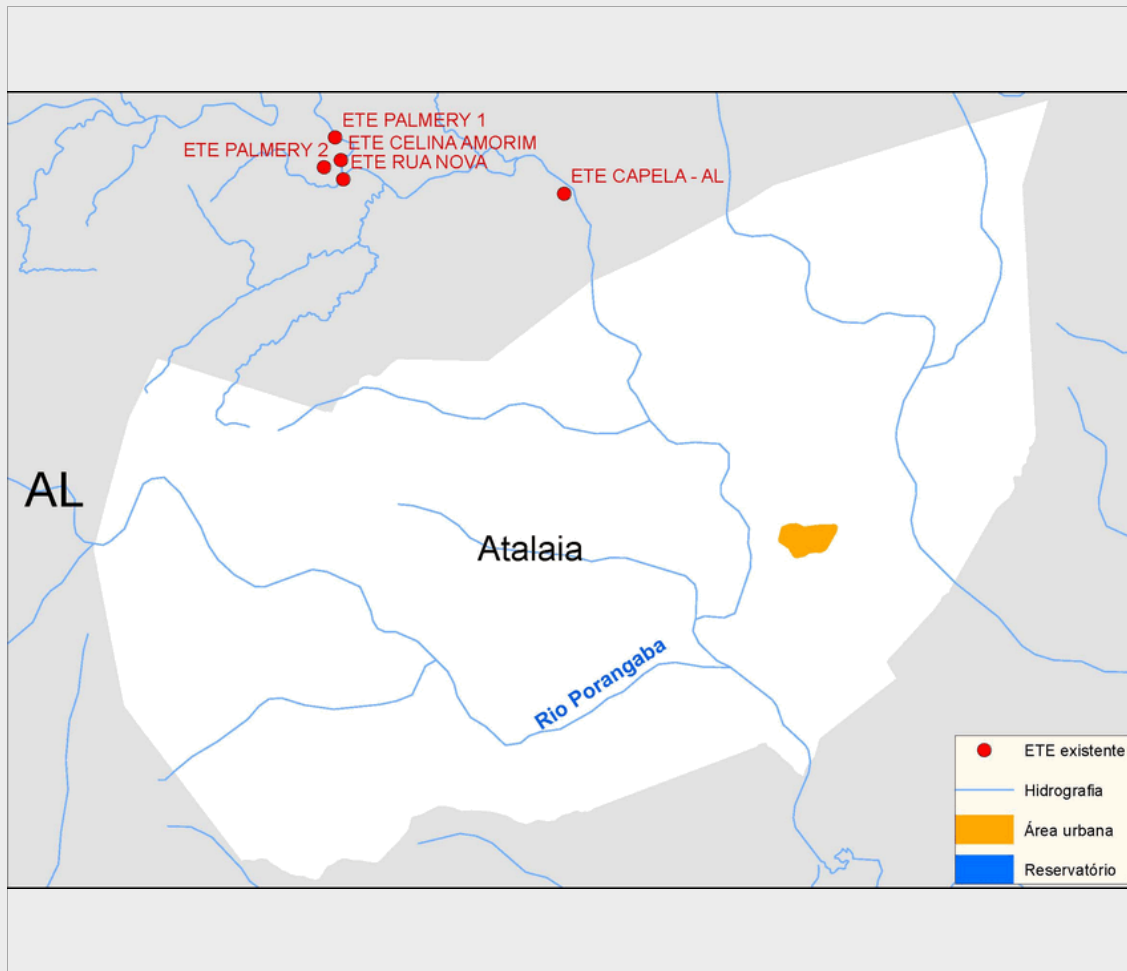 ETE PALMERY 1
ETE CELINA AMORIM
ETE PALMERY 2
ETE RUA NOVA
ETE CAPELA - AL
AL
Atalaia
Rio Porangaba
ETE existente
Hidrografia
Área urbana
Reservatório